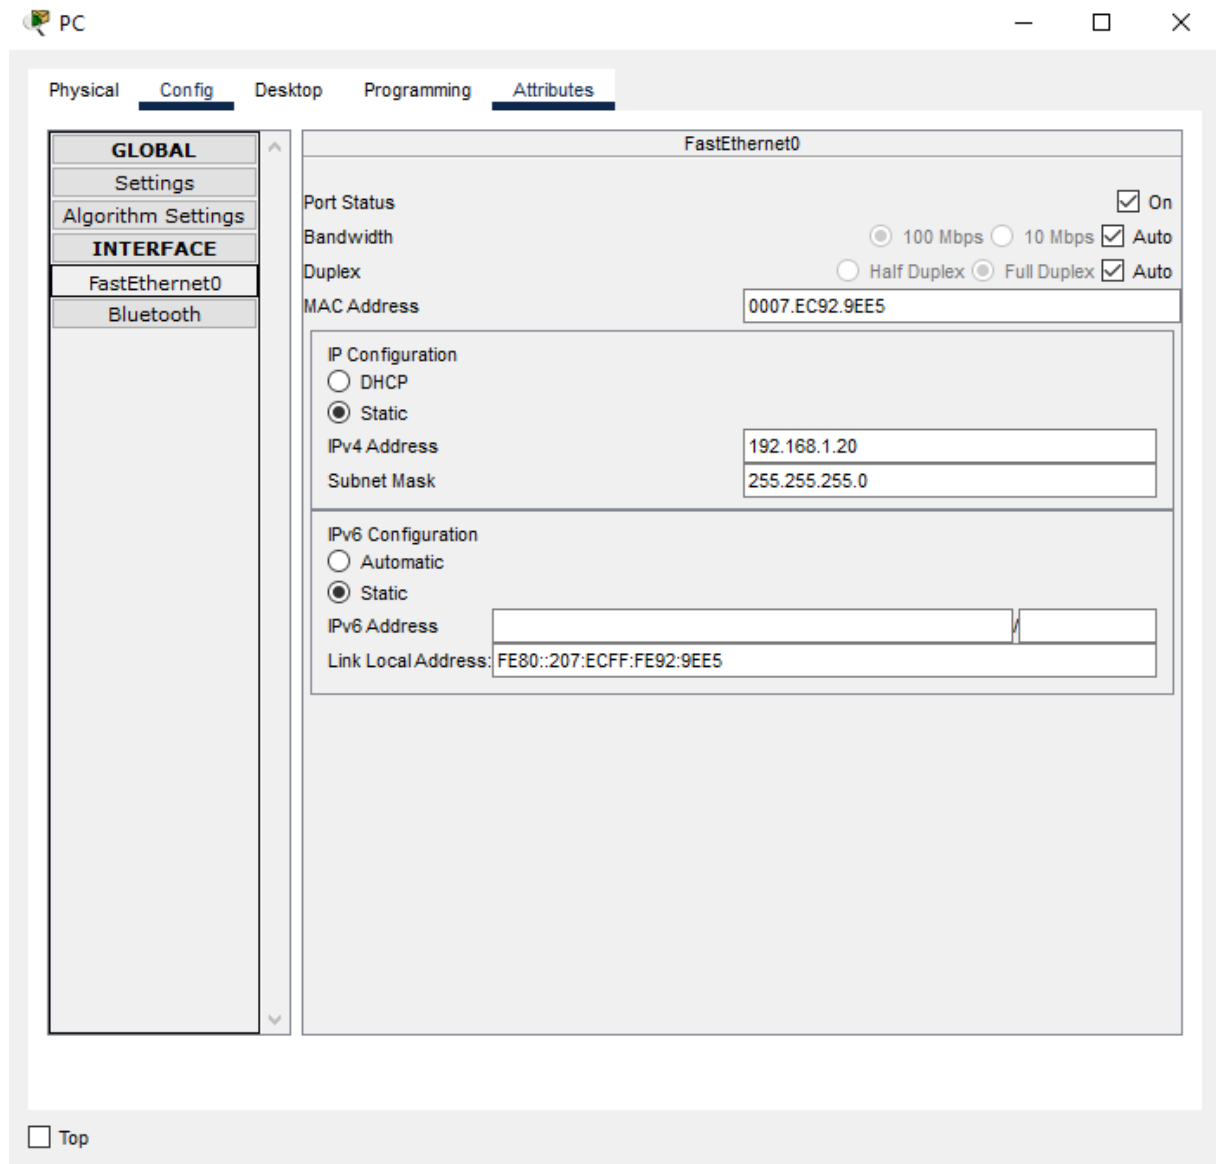 PC
Physical Config Desktop Programming Attributes
GLOBAL
Settings
Algorithm Settings
INTERFACE
FastEthernet0
Bluetooth
FastEthernet0
Port Status On
Bandwidth 100 Mbps 10 Mbps Auto
Duplex Half Duplex Full Duplex Auto
MAC Address 0007.EC92.9EE5
IP Configuration
DHCP
Static
IPv4 Address 192.168.1.20
Subnet Mask 255.255.255.0
IPv6 Configuration
Automatic
Static
IPv6 Address /
Link Local Address: FE80::207:ECFF:FE92:9EE5
Top